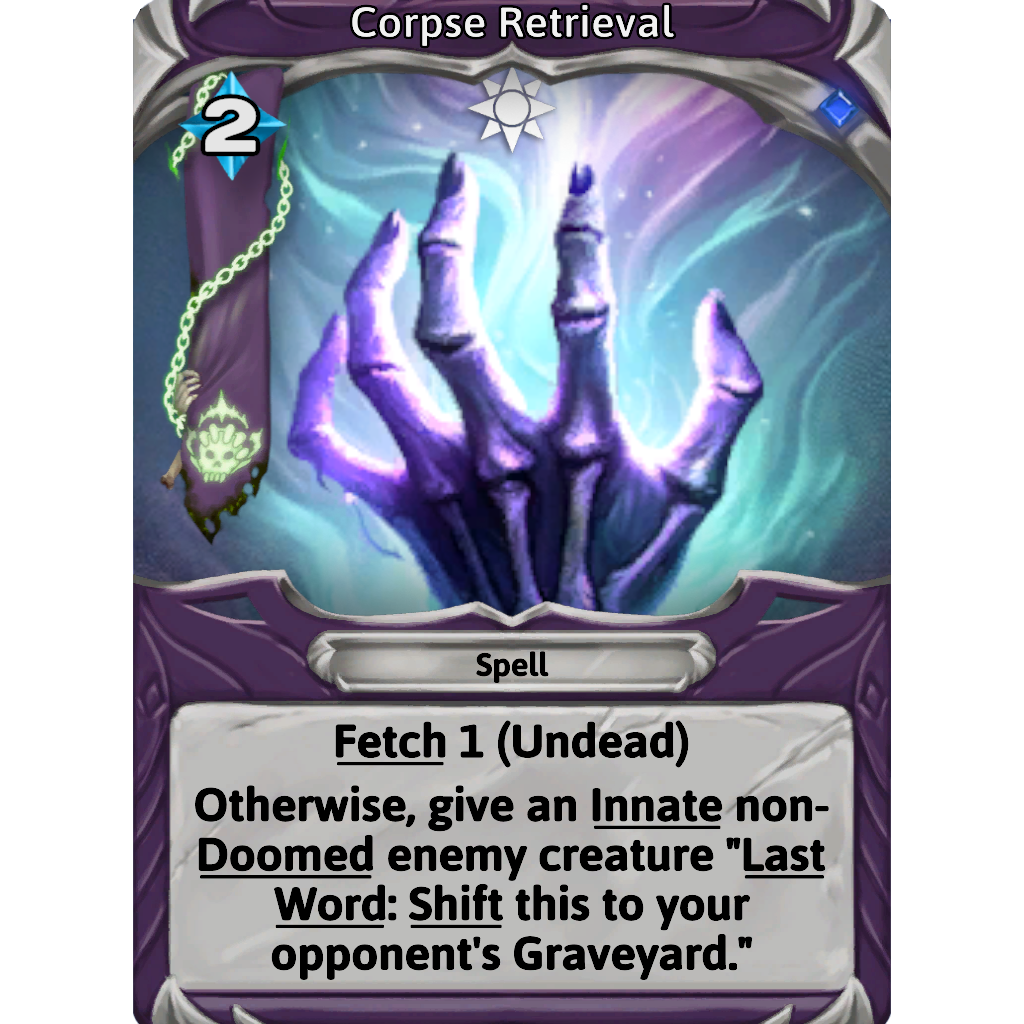 Corpse Retrieval
2
Spell
Fetch 1 (Undead)
Otherwise, give an Innate non-
Doomed enemy creature "Last
Word: Shift this to your
opponent's Graveyard."